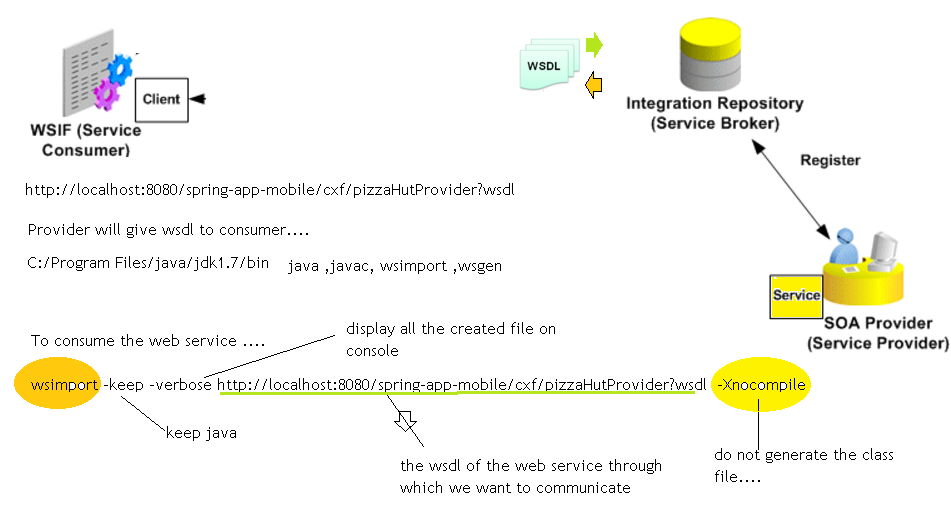 WSDL
Client
Integration Repository
(Service Broker)
WSIF (Service
Consumer)
Register
http://localhost:8080/spring-app-mobile/cxf/pizzaHutProvider?wsdl
Provider will give wsdl to consumer....
C:/Program Files/java/jdk1.7/bin java ,javac, wsimport ,wsgen
Service
SOA Provider
(Service Provider)
To consume the web service ....
display all the created file on
console
wsimport -keep -verbose http://localhost:8080/spring-app-mobile/cxf/pizzaHutProvider?wsdl -Xnocompile
keep java
the wsdl of the web service through
which we want to communicate
do not generate the class
file....